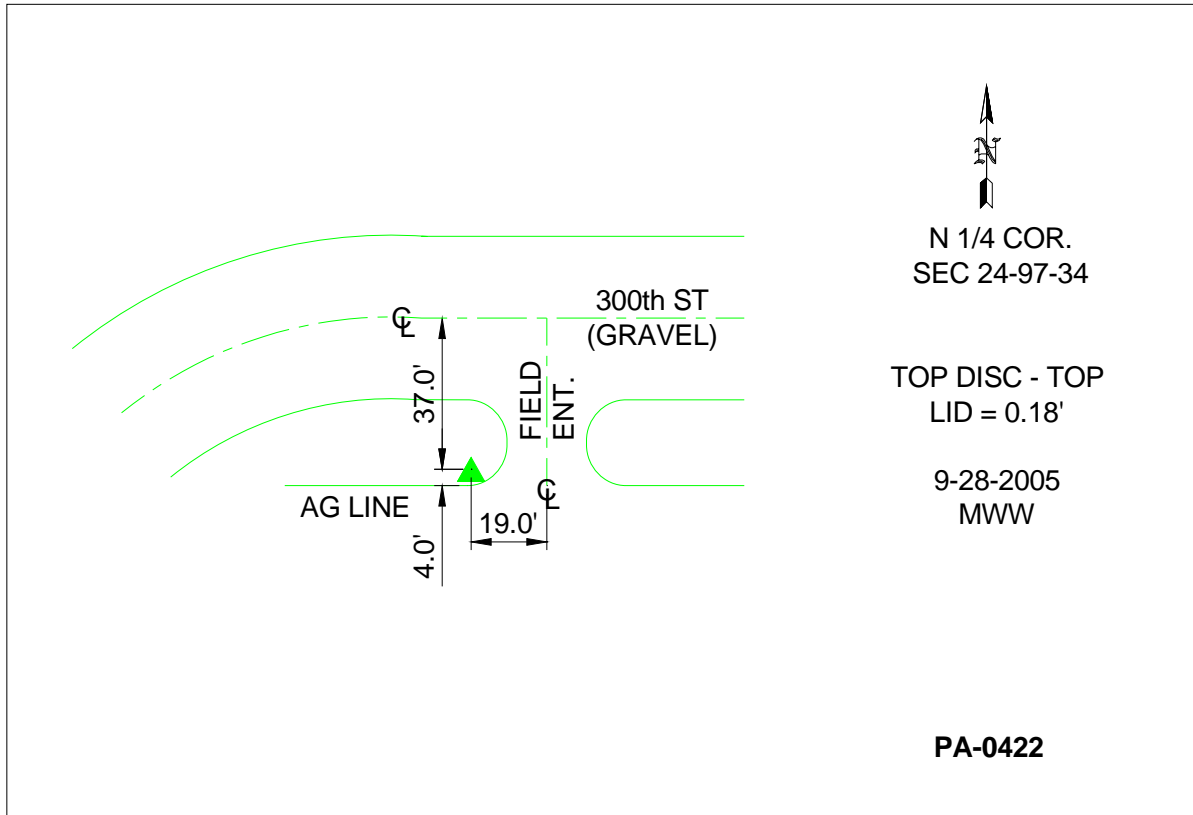 N
N 1/4 COR.
SEC 24-97-34
300th ST
(GRAVEL)
℄
37.0'
FIELD
ENT.
TOP DISC - TOP
LID = 0.18'
9-28-2005
MWW
AG LINE
℄
19.0'
4.0'
PA-0422